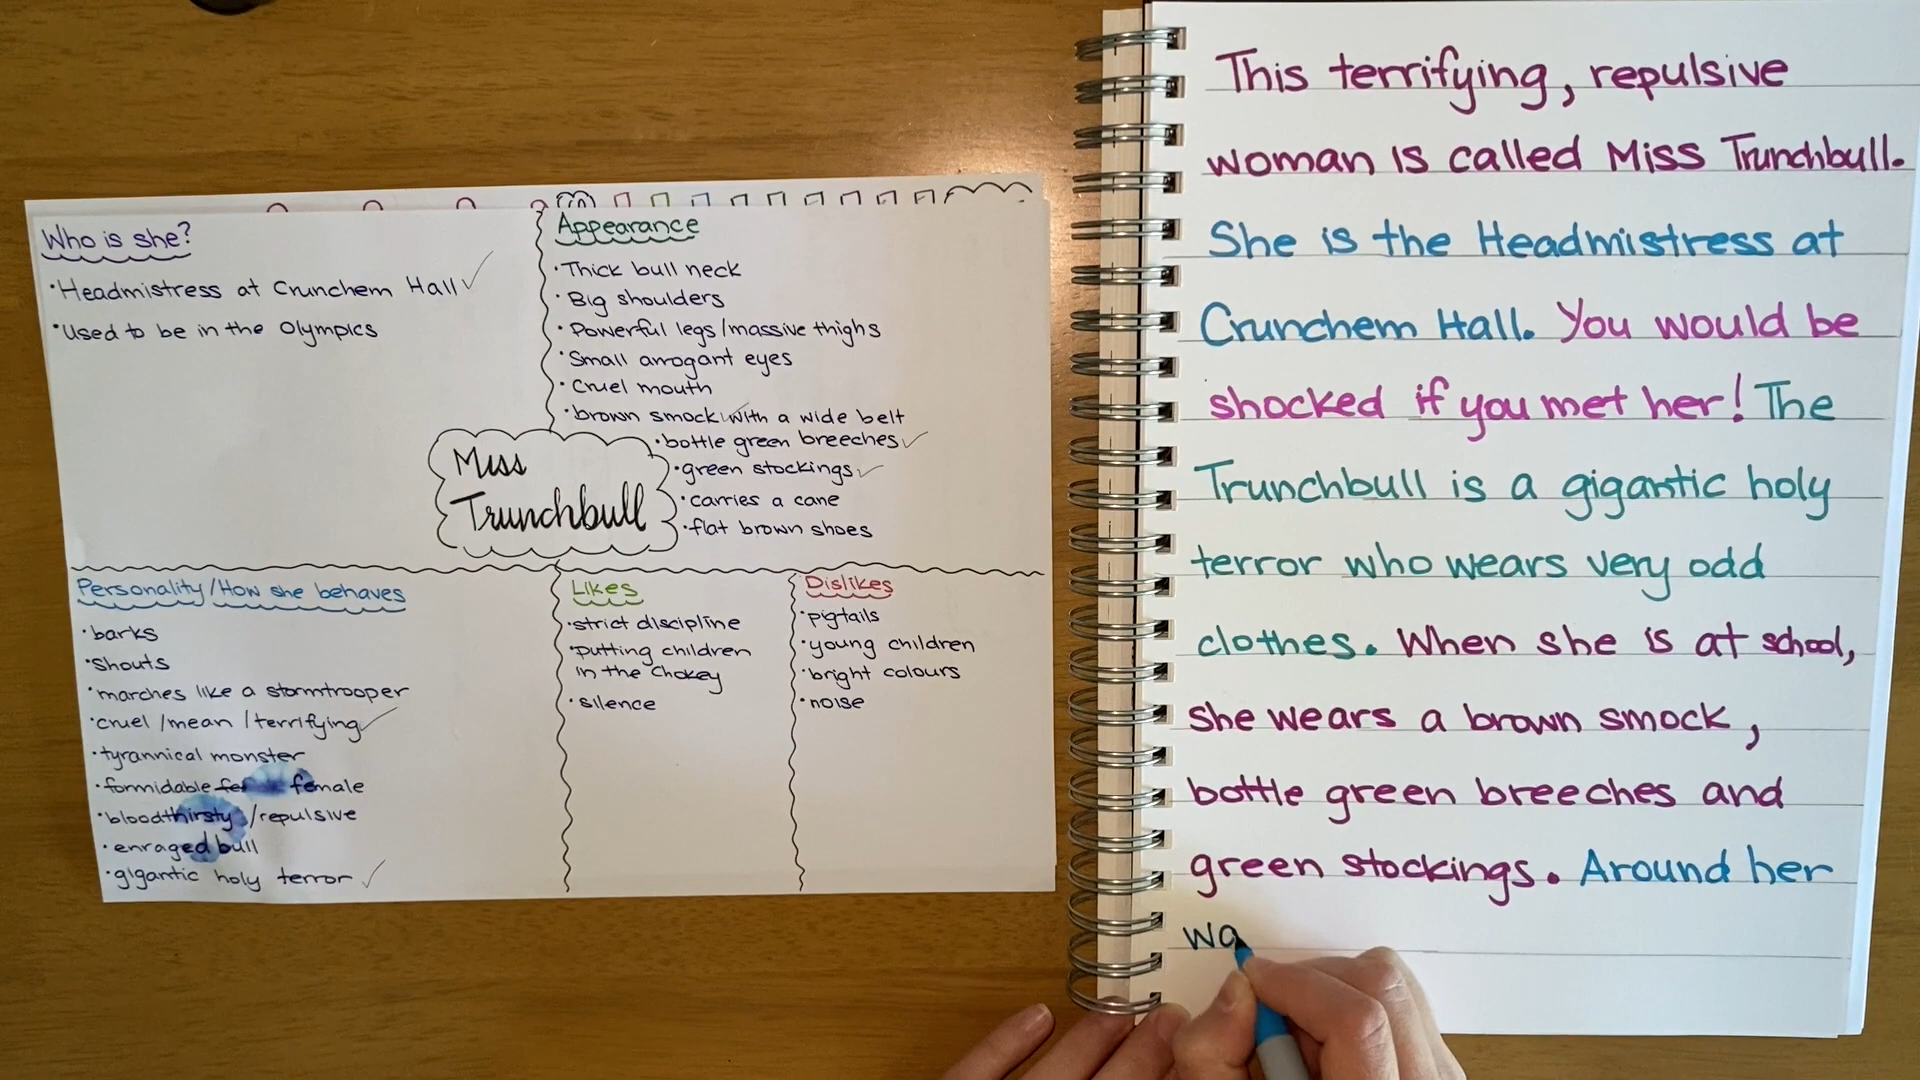 Who is she?
•Headmistress at Crunchem Hall
•Used to be in the Olympics
Appearance
•Thick bull neck
•Big shoulders
•Powerful legs/massive thighs
•Small arrogant eyes
•Cruel mouth
•brown smock with a wide belt
•bottle green breeches
•green stockings
•carries a cane
•flat brown shoes
Miss
Trunchbull
Personality/How she behaves
•barks
•Shouts
•marches like a stormtrooper
•cruel/mean/terrifying
•tyrannical monster
•formidable female
•bloodthirsty/repulsive
•enraged bull
•gigantic holy terror
Likes
•strict discipline
•putting children
in the Chokey
•silence
Dislikes
•pigtails
•young children
•bright colours
•noise
This terrifying, repulsive
woman is called Miss Trunchbull.
She is the Headmistress at
Crunchem Hall. You would be
shocked if you met her! The
Trunchbull is a gigantic holy
terror who wears very odd
clothes. When she is at school,
she wears a brown smock,
bottle green breeches and
green stockings. Around her
wa